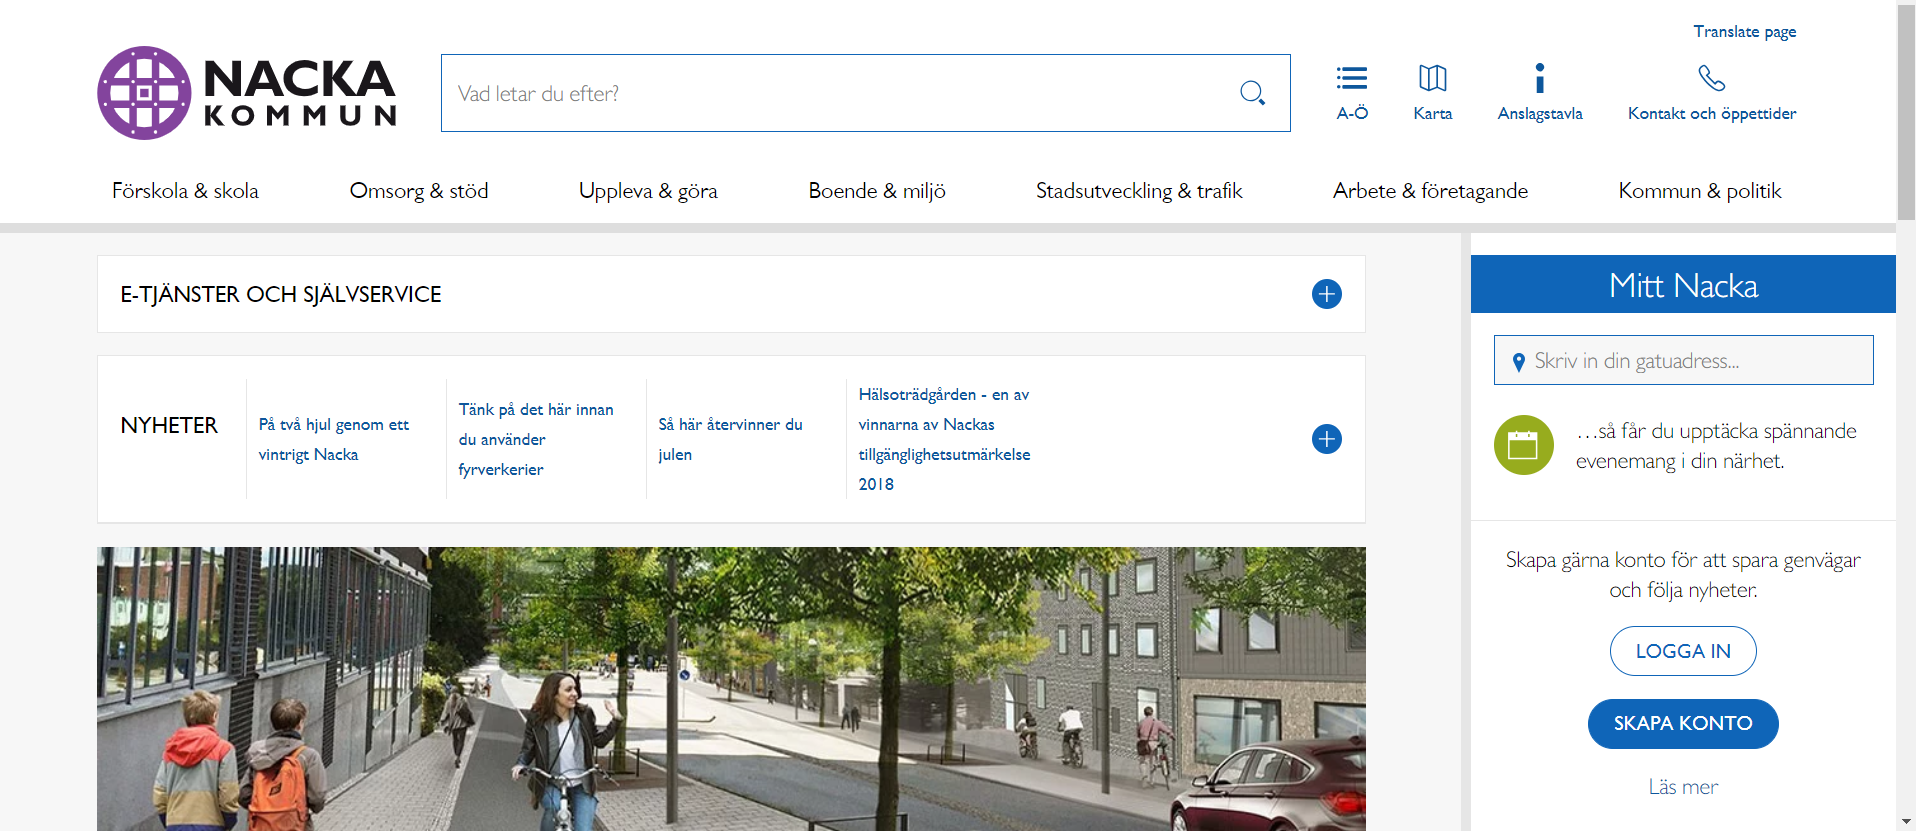 Translate page
NACKA
KOMMUN
Vad letar du efter?
A-Ö
Karta
Anslagstavla
Kontakt och öppettider
Förskola & skola
Omsorg & stöd
Uppleva & göra
Boende & miljö
Stadsutveckling & trafik
Arbete & företagande
Kommun & politik
E-TJÄNSTER OCH SJÄLVSERVICE
NYHETER
På två hjul genom ett
vintrigt Nacka
Tänk på det här innan
du använder
fyrverkerier
Så här återvinner du
julen
Hälsoträdgården - en av
vinnarna av Nackas
tillgänglighetsutmärkelse
2018
Mitt Nacka
Skriv in din gatuadress...
…så får du upptäcka spännande
evenemang i din närhet.
Skapa gärna konto för att spara genvägar
och följa nyheter.
LOGGA IN
SKAPA KONTO
Läs mer